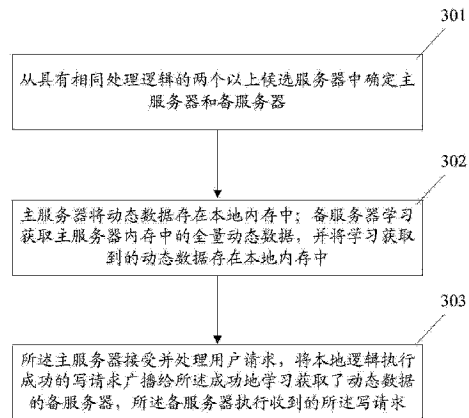 301
从具有相同处理逻辑的两个以上候选服务器中确定主
服务器和备服务器
302
主服务器将动态数据存在本地内存中；备服务器学习
获取主服务器内存中的全量动态数据，并将学习获取
到的动态数据存在本地内存中
303
所述主服务器接受并处理用户请求，将本地逻辑执行
成功的写请求广播给所述成功地学习获取了动态数据
的备服务器，所述备服务器执行收到的所述写请求